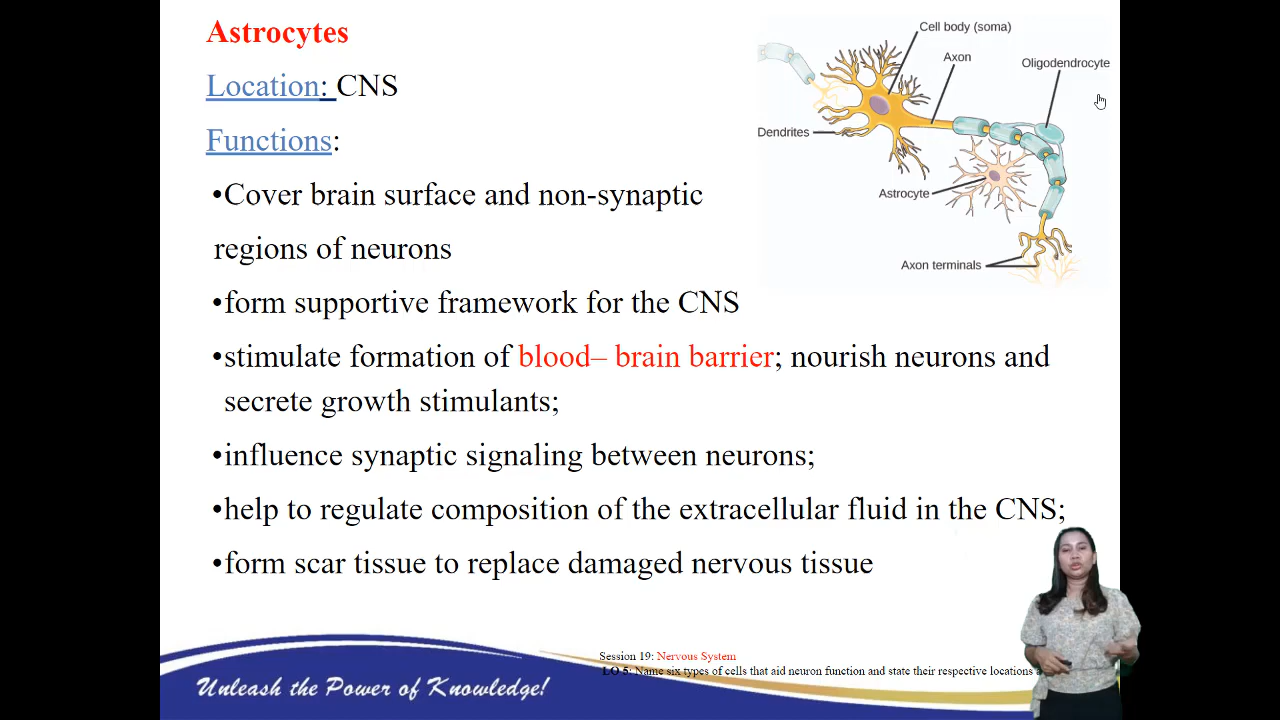 Astrocytes
Location: CNS
Functions:
•Cover brain surface and non-synaptic
regions of neurons
•form supportive framework for the CNS
•stimulate formation of blood– brain barrier; nourish neurons and
secrete growth stimulants;
•influence synaptic signaling between neurons;
•help to regulate composition of the extracellular fluid in the CNS;
•form scar tissue to replace damaged nervous tissue
Cell body (soma)
Axon
Oligodendrocyte
Dendrites
Astrocyte
Axon terminals
Session 19: Nervous System
LO 5: Name six types of cells that aid neuron function and state their respective locations
Unleash the Power of Knowledge!